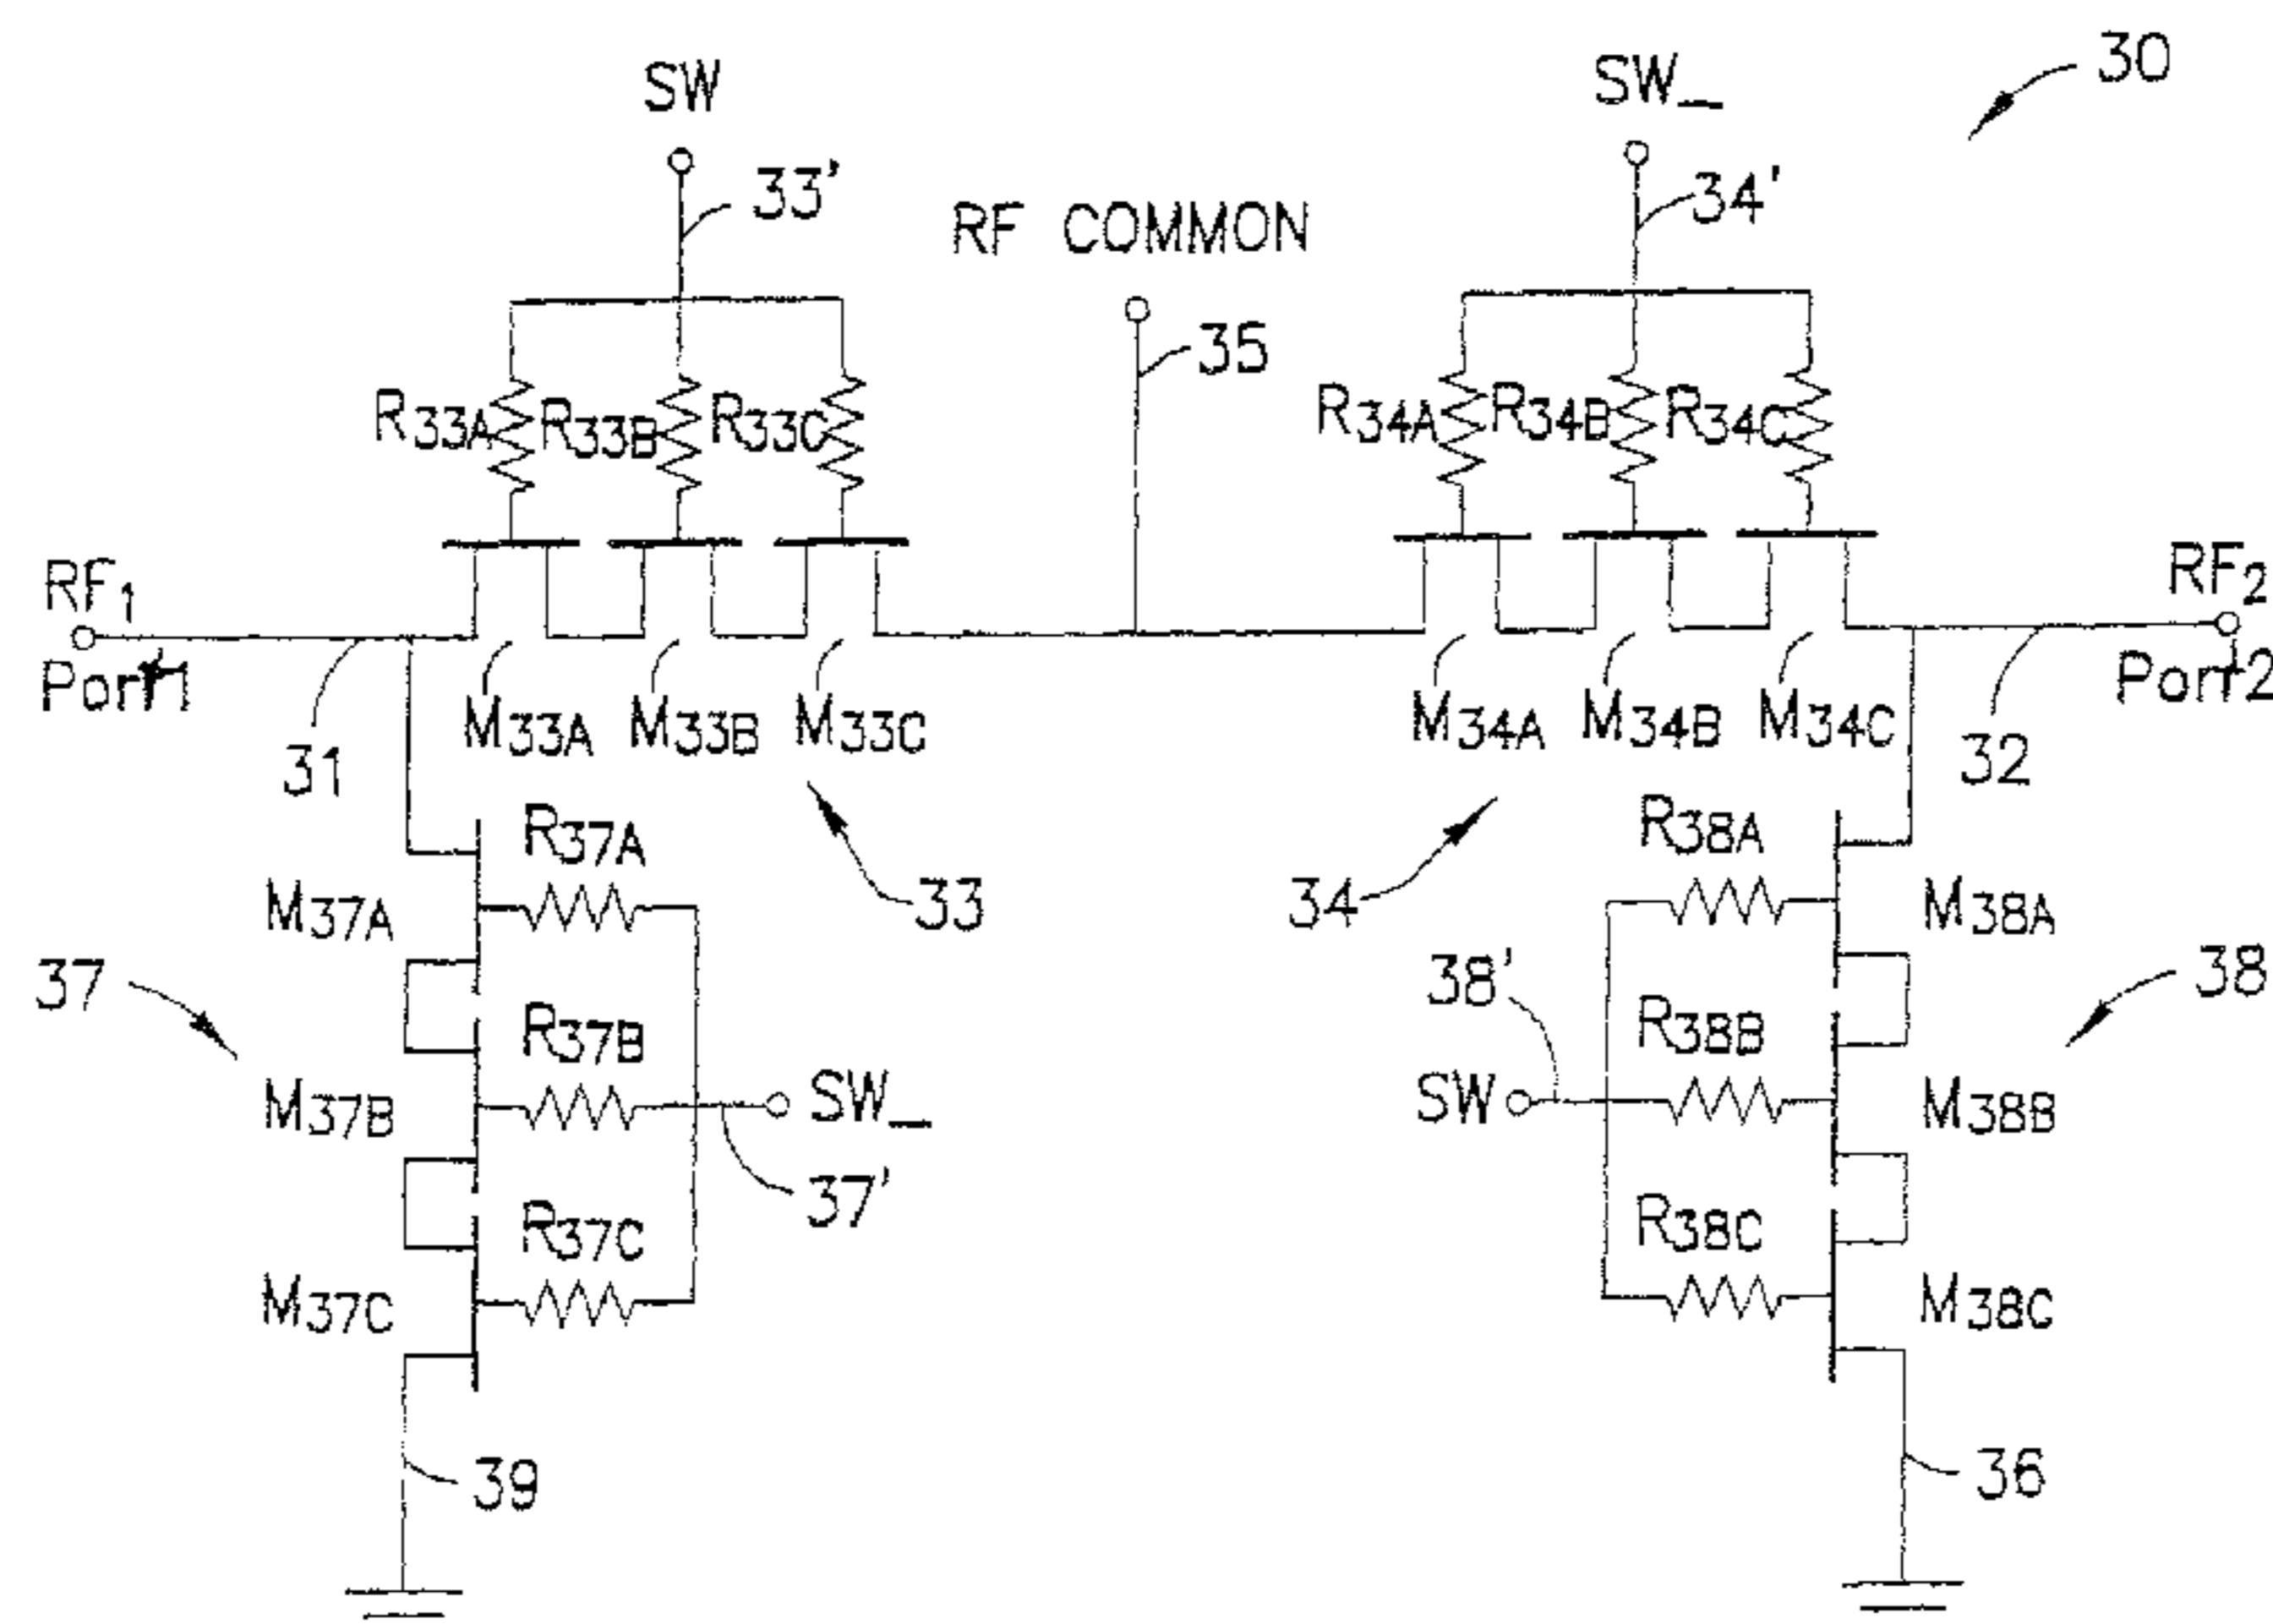 30
SW
SW_
33'
34'
RF COMMON
35
R33A
R33B
R33C
R34A
R34B
R34C
RF1
RF2
Port1
Port2
M33A
M33B
M33C
M34A
M34B
M34C
31
32
R37A
R38A
M37A
33
34
M38A
37
38'
38
R37B
R38B
M37B
SW_
SW
M38B
37'
R37C
R38C
M37C
M38C
39
36